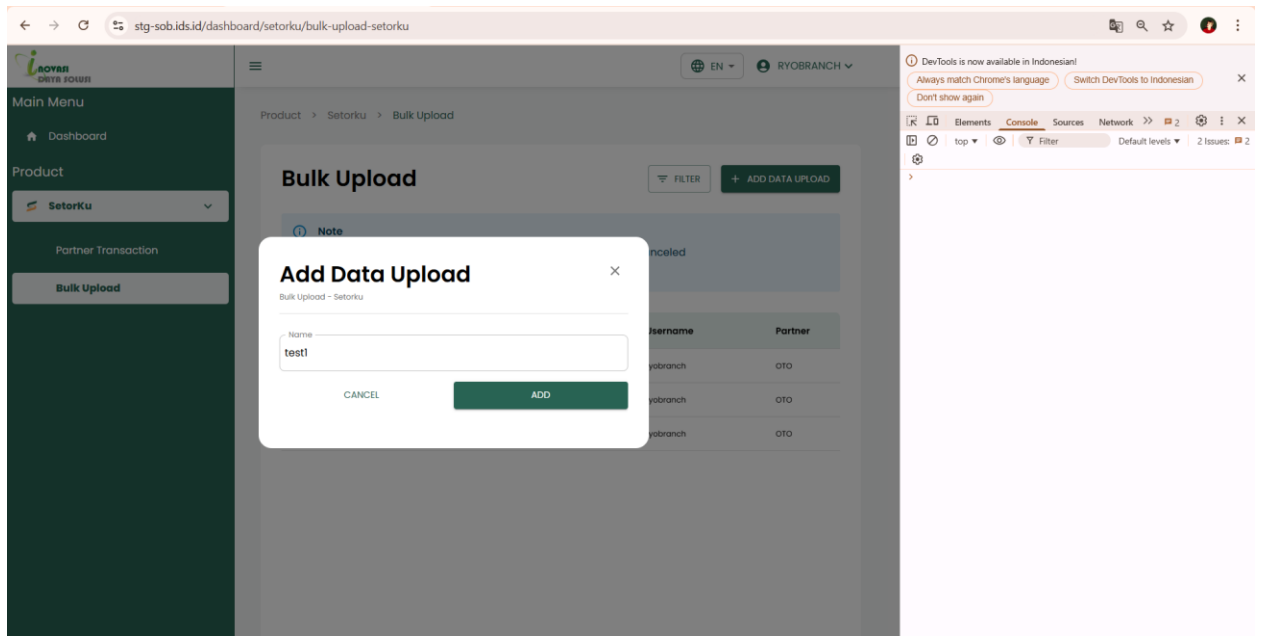 stg-sob.ids.id/dashboard/setorku/bulk-upload-setorku
INOVASI
DAYA SOLUSI
EN
RYOBRANCH
Main Menu
Dashboard
Product
SetorKu
Partner Transaction
Bulk Upload
Product > Setorku > Bulk Upload
Bulk Upload
FILTER
+ ADD DATA UPLOAD
Note
nceled
Add Data Upload
Bulk Upload - Setorku
Name
test1
CANCEL
ADD
Username Partner
yobranch OTO
yobranch OTO
yobranch OTO
DevTools is now available in Indonesian!
Always match Chrome's language
Switch DevTools to Indonesian
Don't show again
Elements Console Sources Network 2
top Filter Default levels 2 Issues: 2